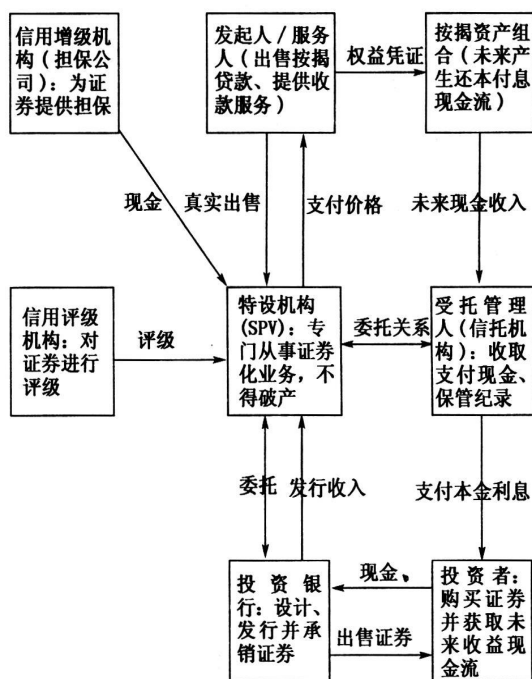 信用增级机
构（担保公
司）：为证
券提供担保
发起人／服务
人（出售按揭
贷款、提供收
款服务）
权益凭证
按揭资产组
合（未来产
生还本付息
现金流）
现金
真实出售
支付价格
未来现金收入
信用评级
机构：对
证券进行
评级
评级
特设机构
(SPV)：专
门从事证券
化业务，不
得破产
委托关系
受托管理
人（信托机
构）：收取
支付现金、
保管纪录
委托
发行收入
支付本金利息
投资银
行：设计、
发行并承
销证券
现金、
出售证券
投资者：
购买证券
并获取未
来收益现
金流